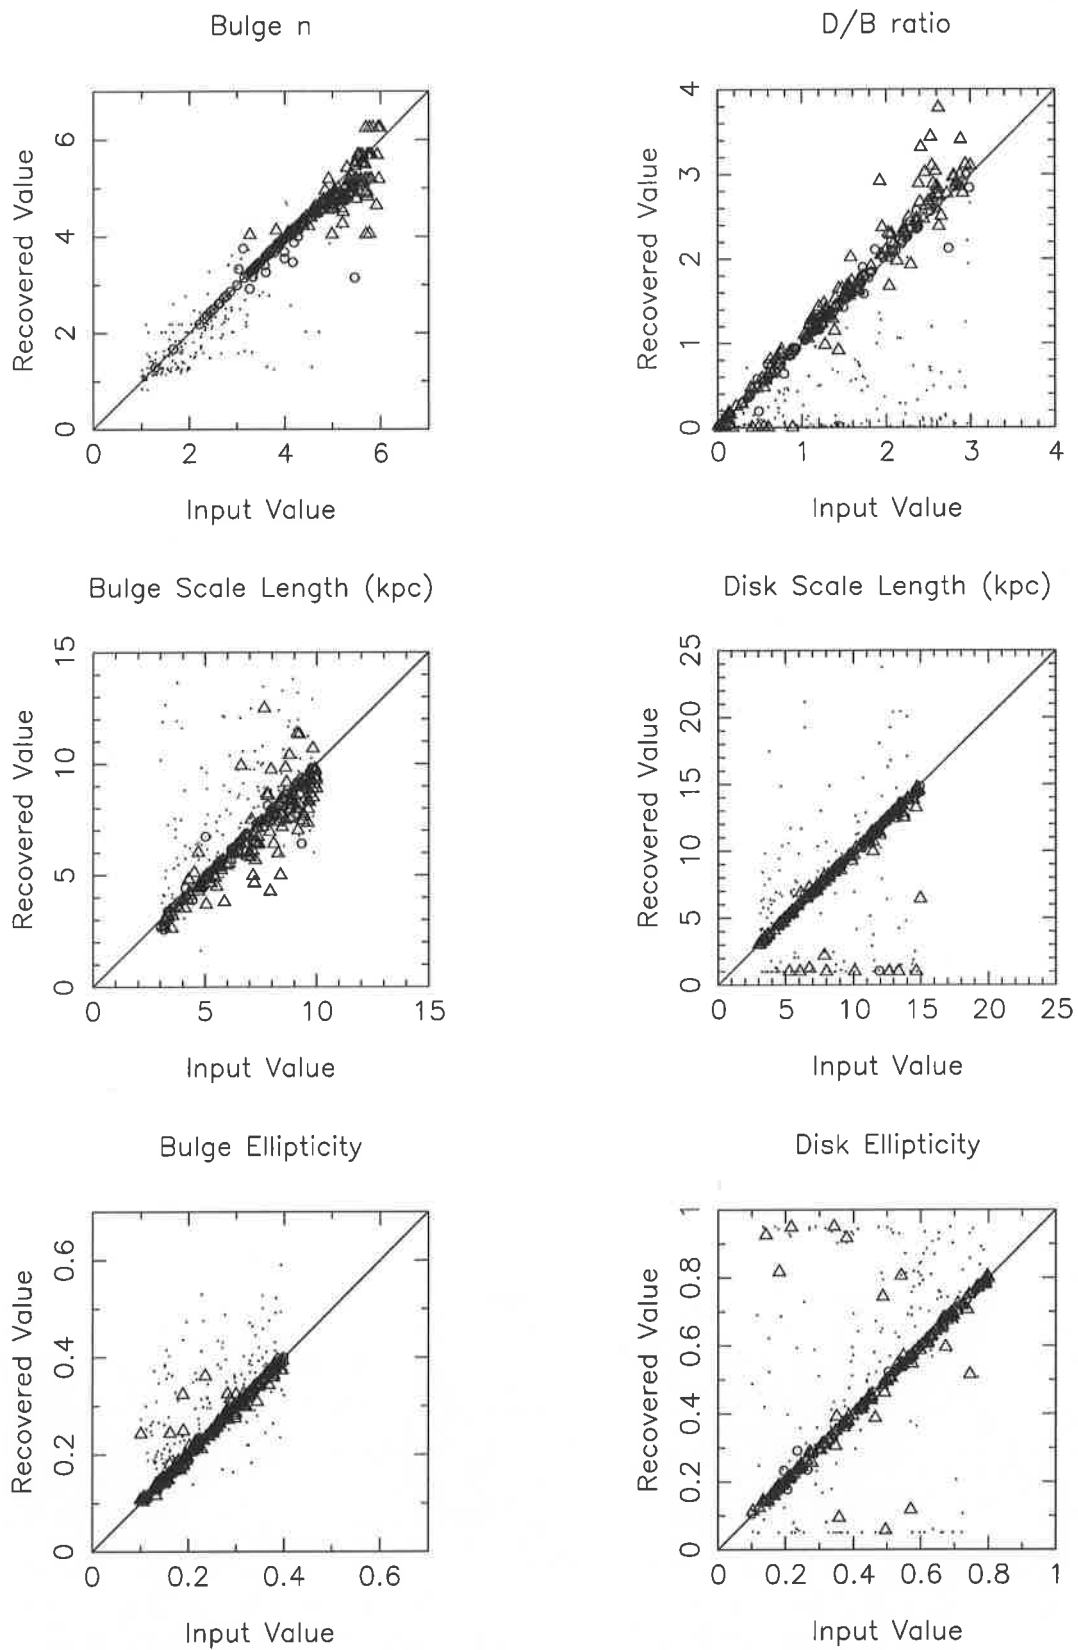 Bulge n
Recovered Value
0 2 4 6
0 2 4 6
Input Value
D/B ratio
Recovered Value
0 1 2 3 4
0 1 2 3 4
Input Value
Bulge Scale Length (kpc)
Recovered Value
0 5 10 15
0 5 10 15
Input Value
Disk Scale Length (kpc)
Recovered Value
0 5 10 15 20 25
0 5 10 15 20 25
Input Value
Bulge Ellipticity
Recovered Value
0 0.2 0.4 0.6
0 0.2 0.4 0.6
Input Value
Disk Ellipticity
Recovered Value
0 0.2 0.4 0.6 0.8 1
0 0.2 0.4 0.6 0.8 1
Input Value